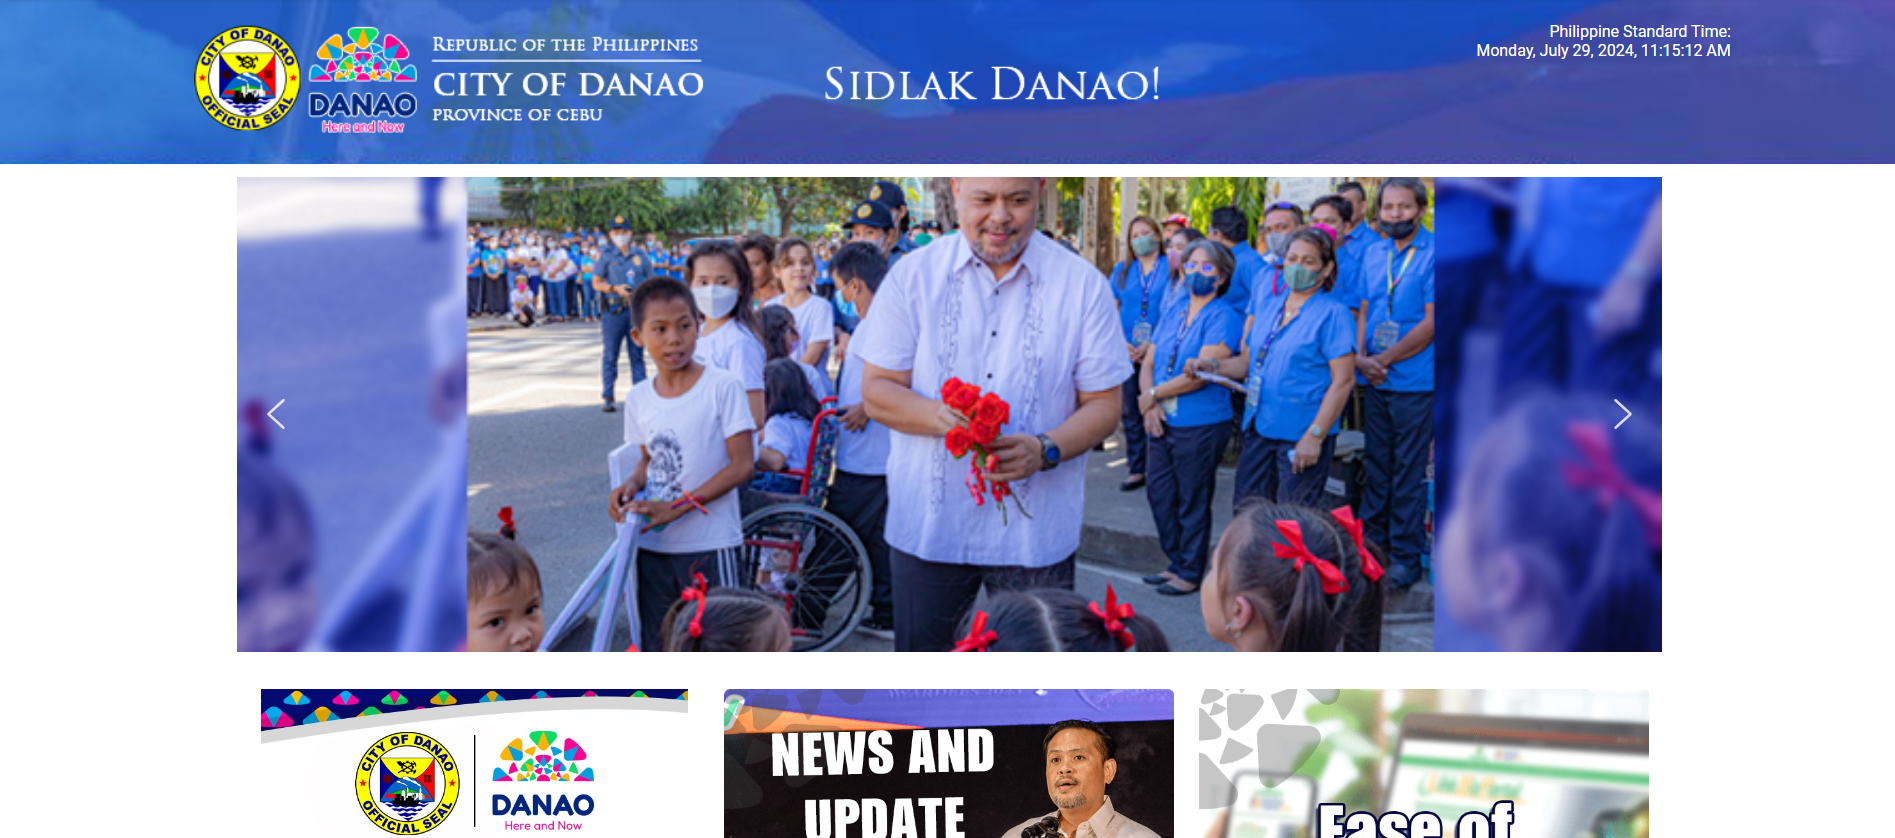 CITY OF DANAO
OFFICIAL SEAL
DANAO
Here and Now
REPUBLIC OF THE PHILIPPINES
CITY OF DANAO
PROVINCE OF CEBU
SIDLAK DANAO!
Philippine Standard Time:
Monday, July 29, 2024, 11:15:12 AM
CITY OF DANAO
OFFICIAL SEAL
DANAO
Here and Now
NEWS AND
UPDATE
Ease of